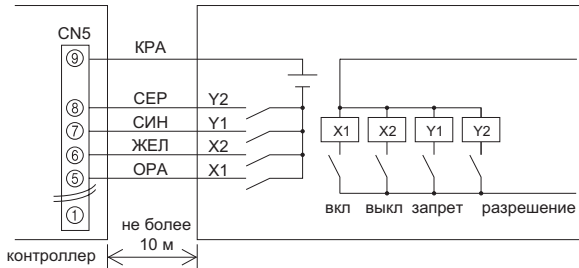 CN5
⑨ КРА
⑧ СЕР Y2
⑦ СИН Y1
⑥ ЖЕЛ X2
⑤ ОРА X1
①
X1 X2 Y1 Y2
вкл выкл запрет разрешение
контроллер
не более
10 м